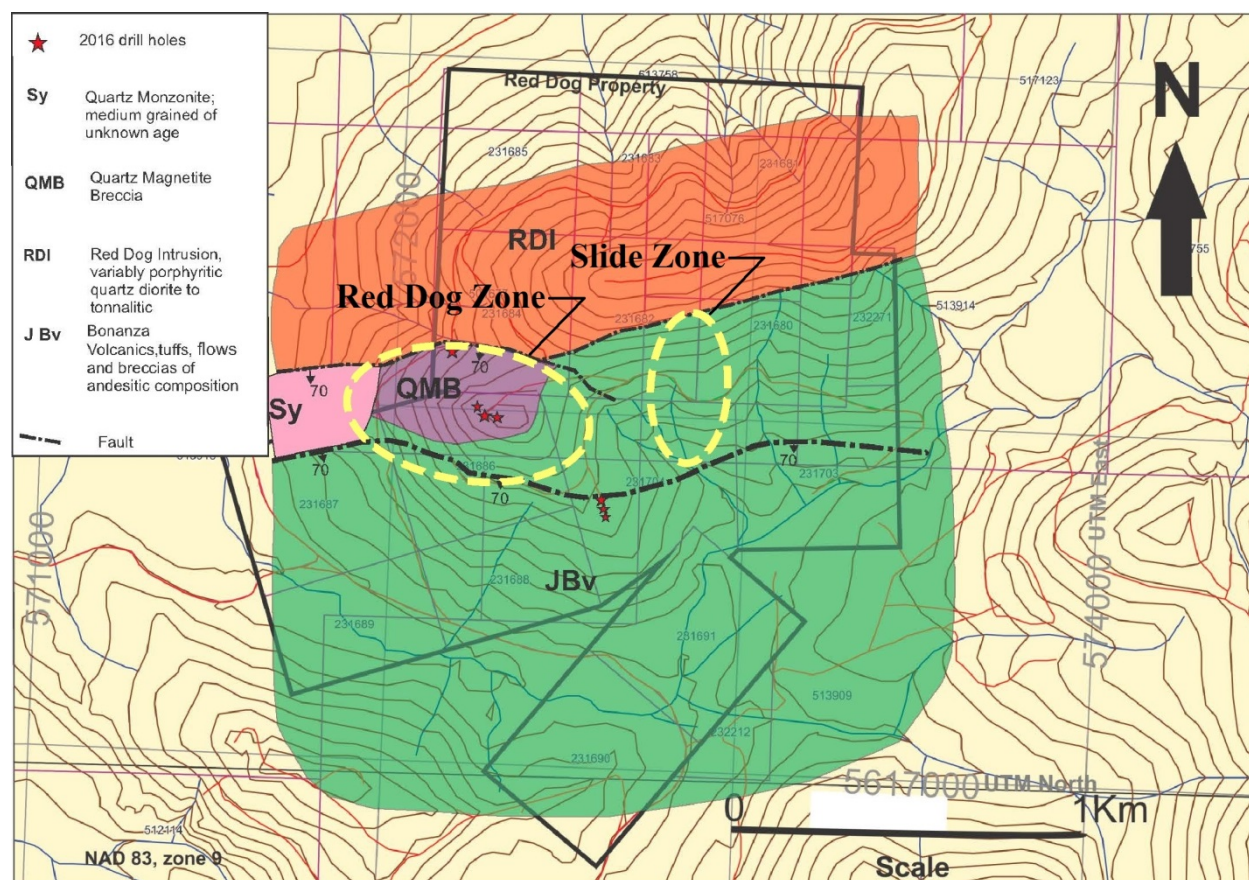 2016 drill holes
Sy
Quartz Monzonite;
medium grained of
unknown age
QMB
Quartz Magnetite
Breccia
RDI
Red Dog Intrusion,
variably porphyritic
quartz diorite to
tonnalitic
J Bv
Bonanza
Volcanics,tuffs, flows
and breccias of
andesitic composition
Fault
613758
Red Dog Property
517123
N
231685
231683
231681
572000
517076
755
RDI
Slide Zone
Red Dog Zone
513914
231684
231682
231680
232271
70
70
QMB
Sy
70
231686
70
70
231703
231687
JBv
231688
231689
231691
571000
574000 UTM East
513909
232212
231690
5617000 UTM North
0
1Km
512114
NAD 83, zone 9
Scale